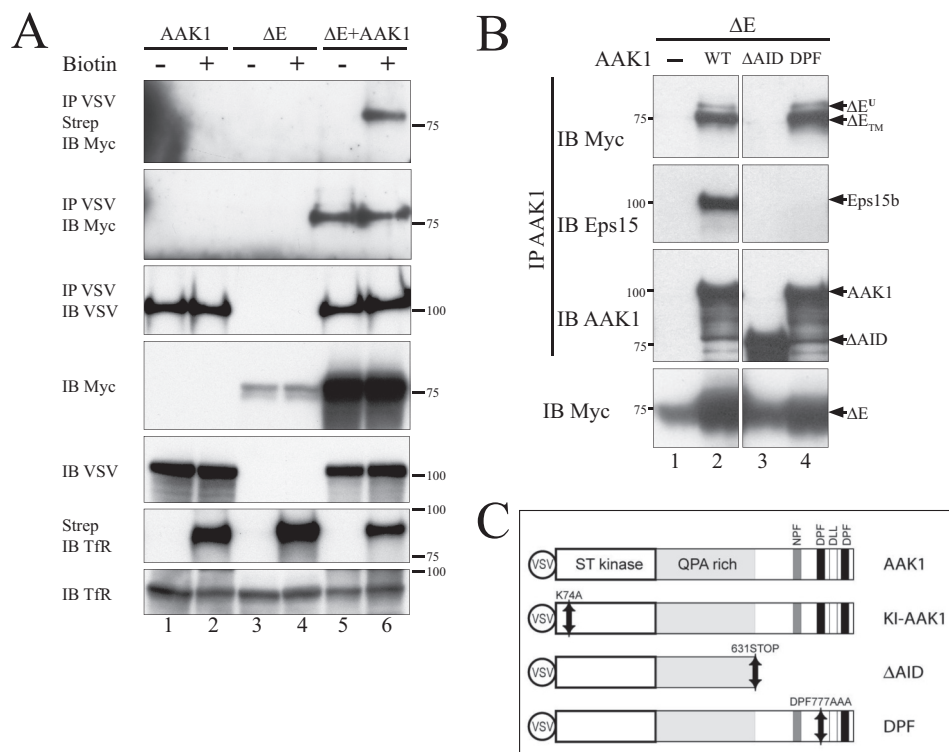 A
AAK1 ΔE ΔE+AAK1
Biotin - + - + - +
IP VSV
Strep
IB Myc
75
IP VSV
IB Myc
75
IP VSV
IB VSV
100
IB Myc
75
IB VSV
100
Strep
IB TfR
100
75
IB TfR
100
1 2 3 4 5 6
B
ΔE
AAK1 – WT ΔAID DPF
IP AAK1
IB Myc
75
ΔEᵁ
ΔE_TM
IB Eps15
100
Eps15b
IB AAK1
100
75
AAK1
ΔAID
IB Myc
75
ΔE
1 2 3 4
C
NPF DPF DLL DPF
VSV ST kinase QPA rich AAK1
K74A
VSV KI-AAK1
631STOP
VSV ΔAID
DPF777AAA
VSV DPF